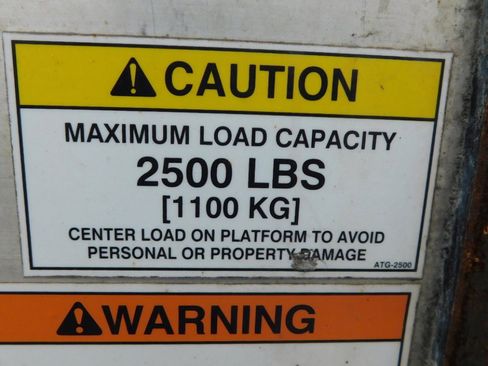 CAUTION
MAXIMUM LOAD CAPACITY
2500 LBS
[1100 KG]
CENTER LOAD ON PLATFORM TO AVOID
PERSONAL OR PROPERTY DAMAGE
ATG-2500
WARNING